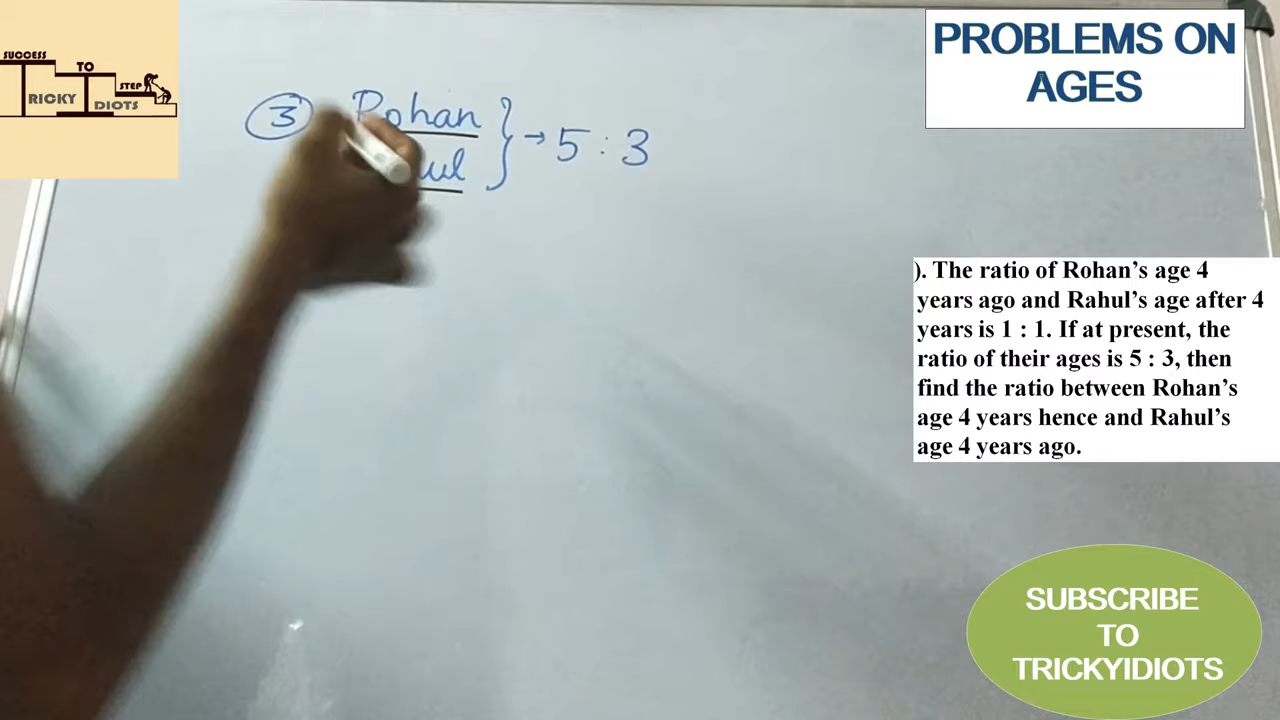 SUCCESS
TO
STEP
RICKY
DIOTS
PROBLEMS ON
AGES
3 Rohan
5 : 3
). The ratio of Rohan’s age 4
years ago and Rahul’s age after 4
years is 1 : 1. If at present, the
ratio of their ages is 5 : 3, then
find the ratio between Rohan’s
age 4 years hence and Rahul’s
age 4 years ago.
SUBSCRIBE
TO
TRICKYIDIOTS